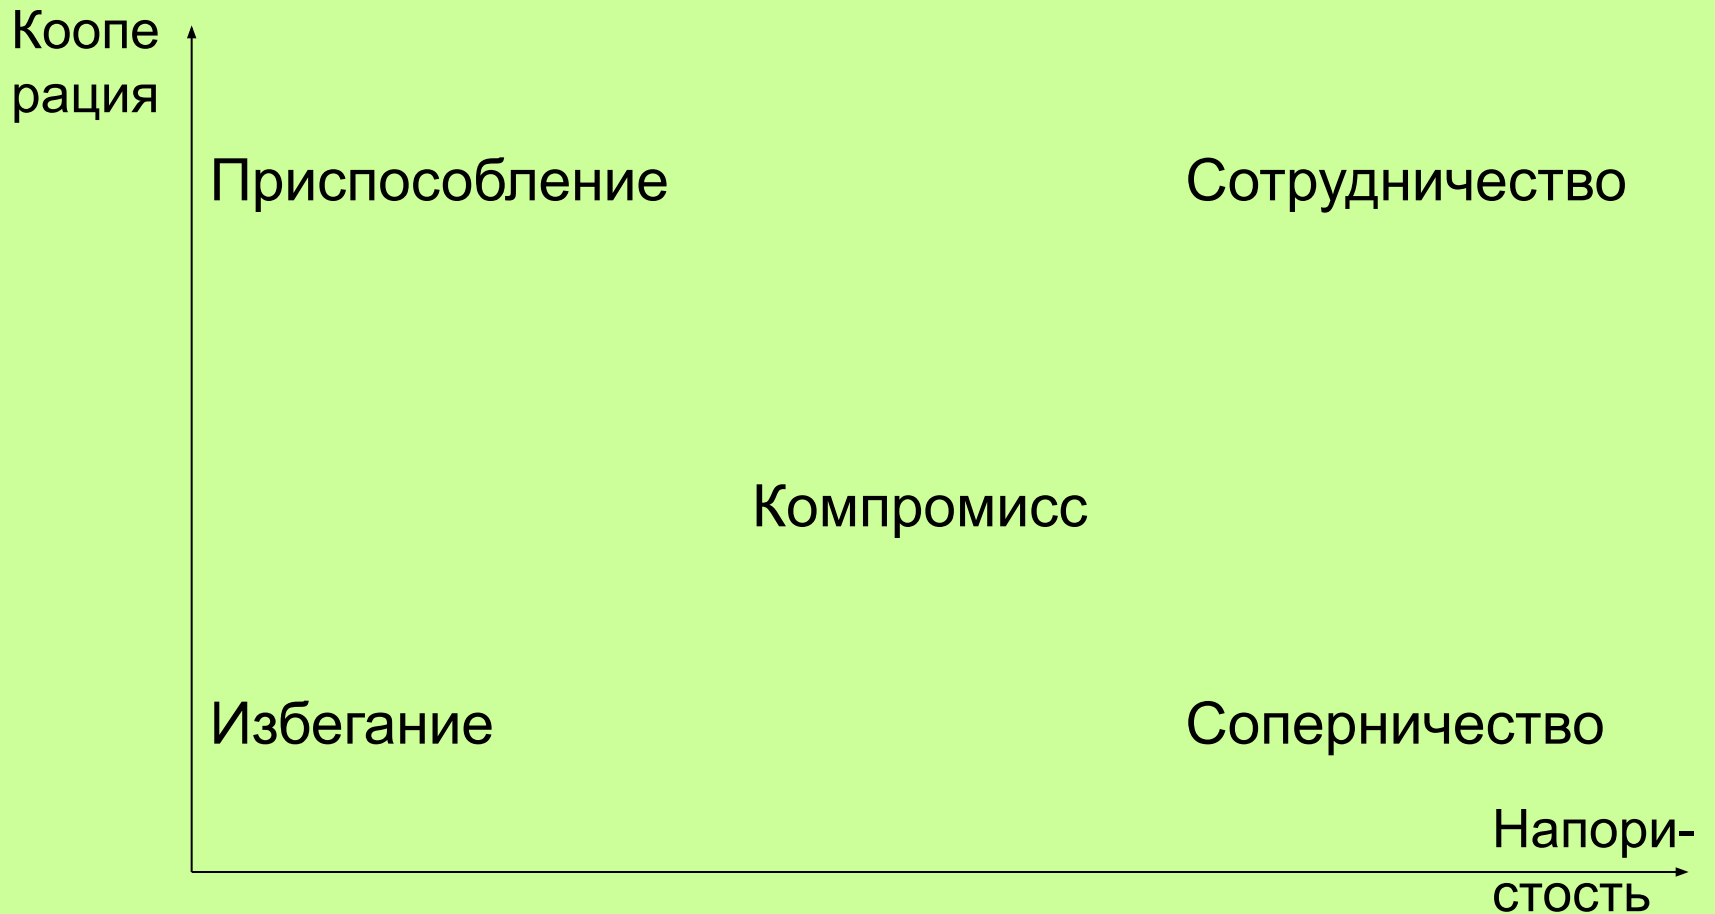 Коопе
рация
Приспособление
Сотрудничество
Компромисс
Избегание
Соперничество
Напори-
стость